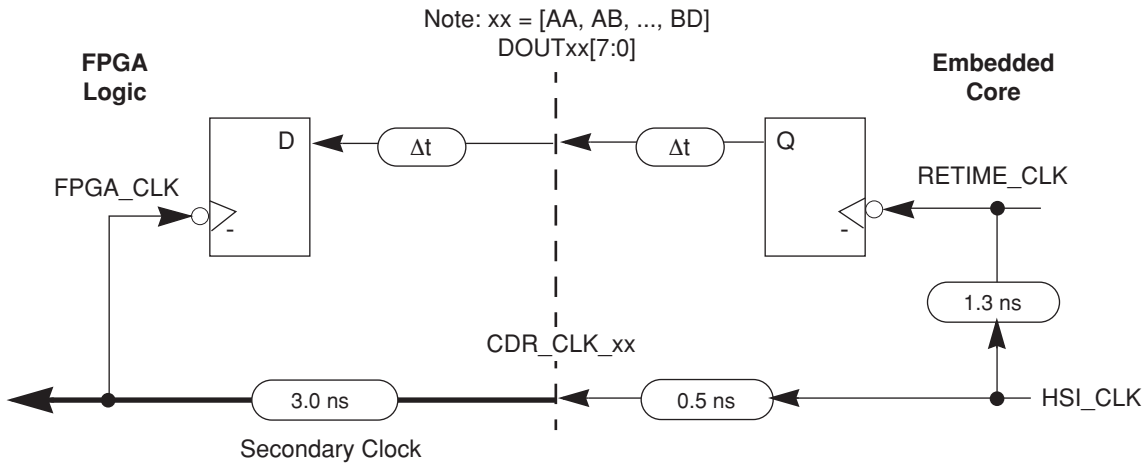 Note: xx = [AA, AB, ..., BD]
DOUTxx[7:0]
FPGA
Logic
Embedded
Core
D
Δt
Δt
Q
FPGA_CLK
RETIME_CLK
-
-
1.3 ns
CDR_CLK_xx
3.0 ns
0.5 ns
HSI_CLK
Secondary Clock